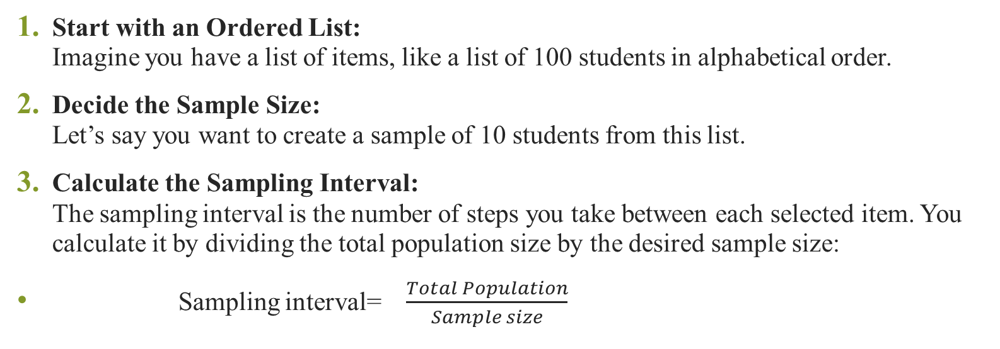 1. Start with an Ordered List:
Imagine you have a list of items, like a list of 100 students in alphabetical order.
2. Decide the Sample Size:
Let’s say you want to create a sample of 10 students from this list.
3. Calculate the Sampling Interval:
The sampling interval is the number of steps you take between each selected item. You
calculate it by dividing the total population size by the desired sample size:
• Sampling interval= Total Population
Sample size